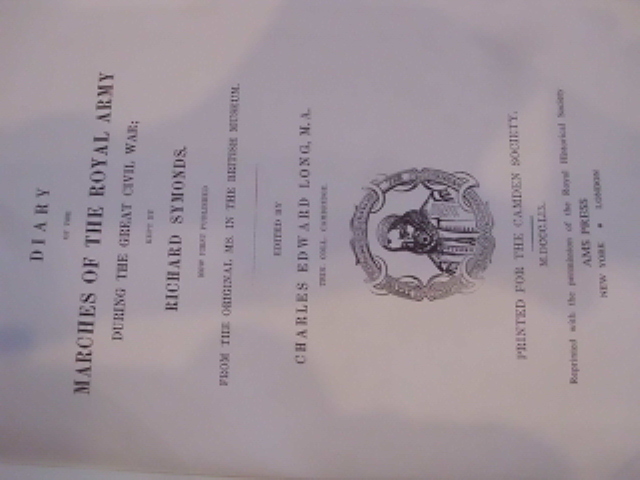 DIARY
OF THE
MARCHES OF THE ROYAL ARMY
DURING THE GREAT CIVIL WAR;
KEPT BY
RICHARD SYMONDS.
NOW FIRST PUBLISHED
FROM THE ORIGINAL MS. IN THE BRITISH MUSEUM.
EDITED BY
CHARLES EDWARD LONG, M.A.
TRIN. COLL. CAMBRIDGE.
PRINTED FOR THE CAMDEN SOCIETY.
M.DCCC.LIX.
Reprinted with the permission of the Royal Historical Society
AMS PRESS
NEW YORK • LONDON